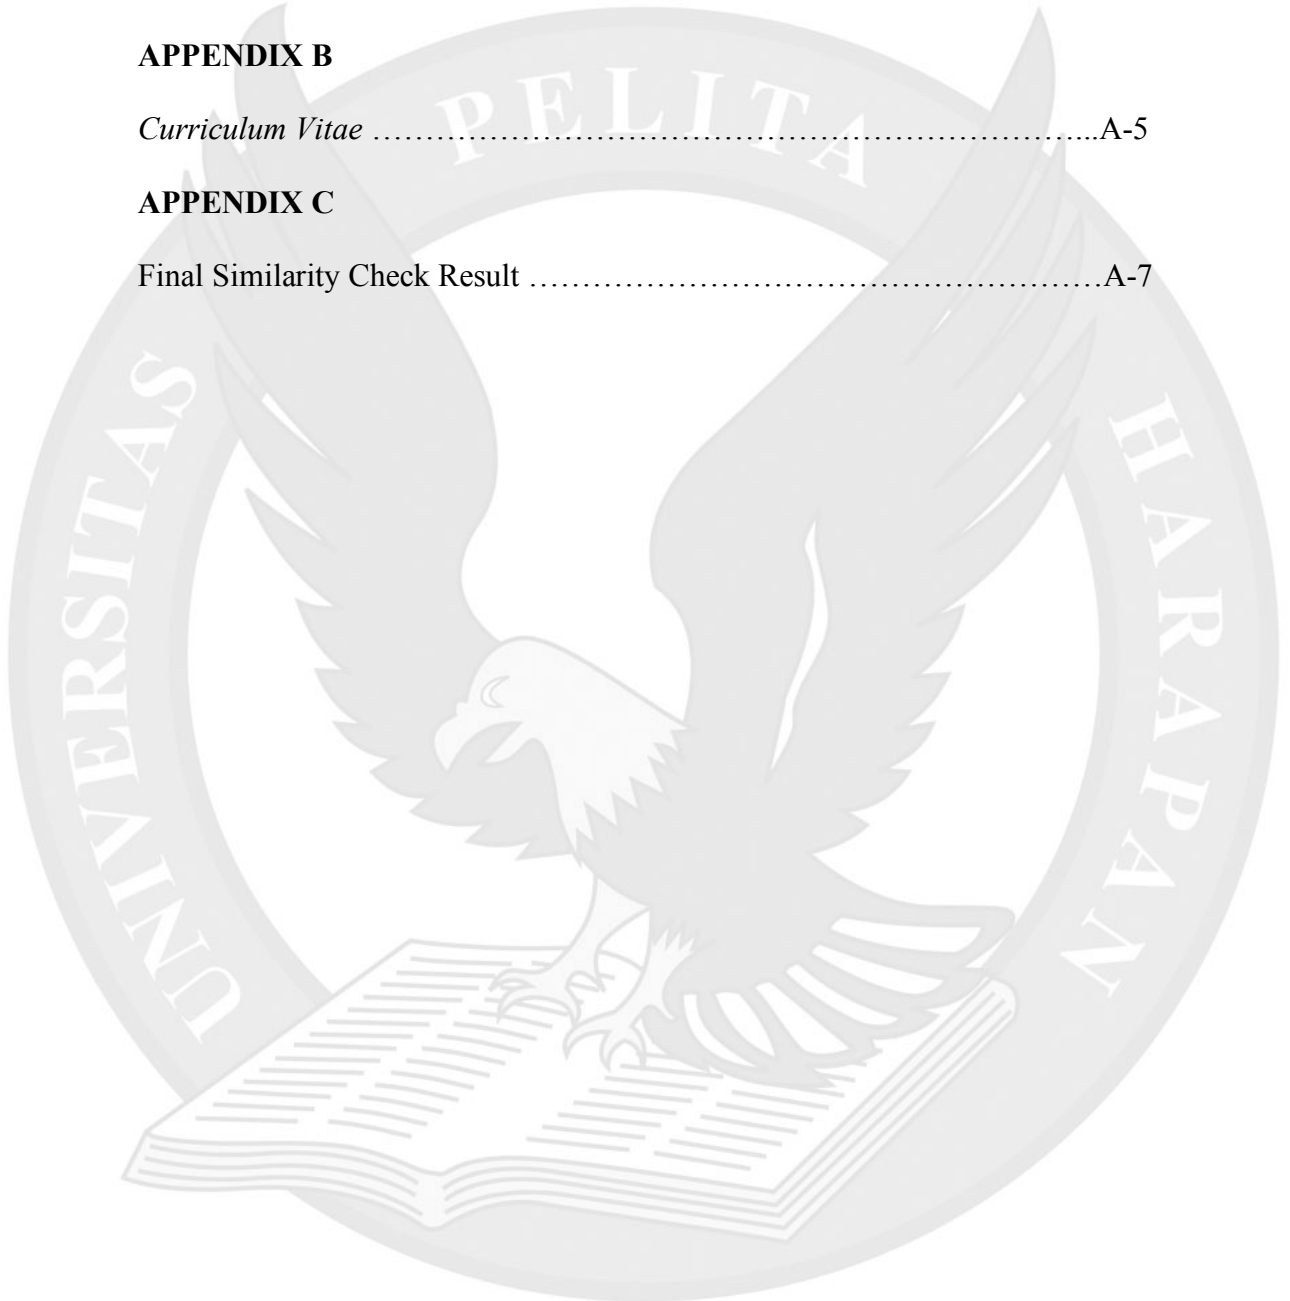 APPENDIX B
Curriculum Vitae …………………………………………………………...A-5
APPENDIX C
Final Similarity Check Result ………………………………………………A-7
UNIVERSITAS PELITA HARAPAN